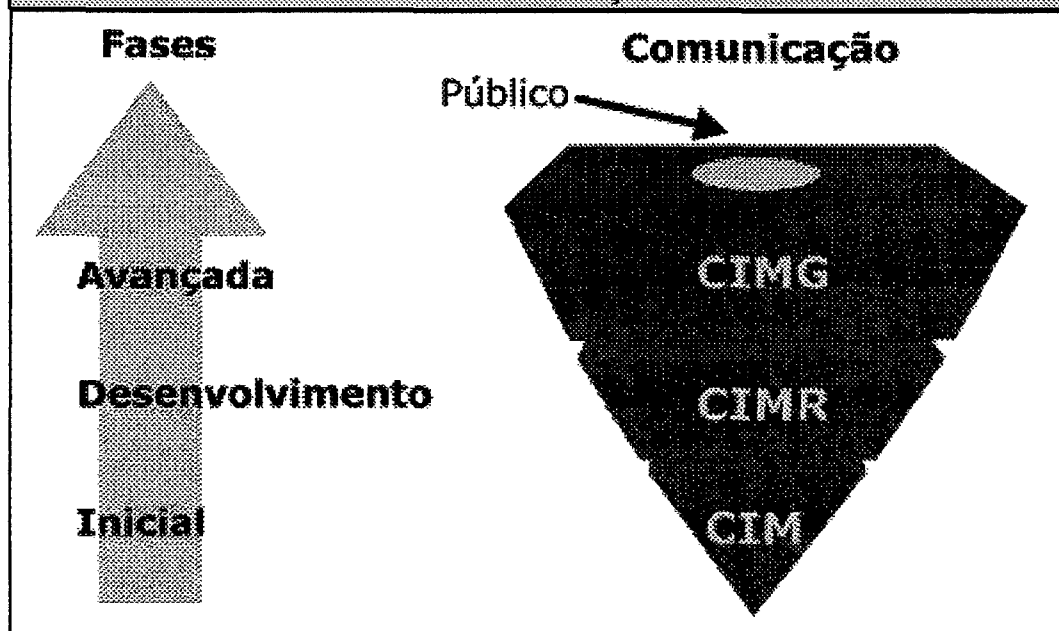 Fases
Comunicação
Público
Avançada
CIMG
Desenvolvimento
CIMR
Inicial
CIM